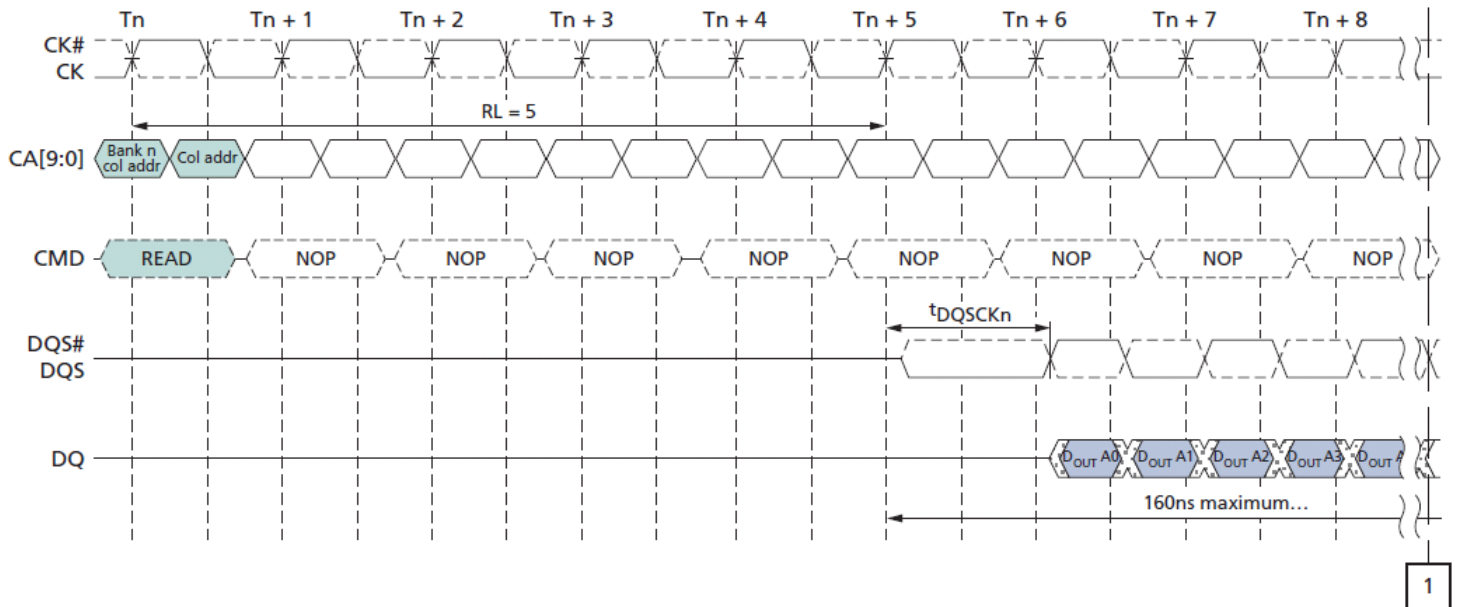 Tn Tn + 1 Tn + 2 Tn + 3 Tn + 4 Tn + 5 Tn + 6 Tn + 7 Tn + 8
CK#
CK
RL = 5
CA[9:0]
Bank n
col addr
Col addr
CMD READ NOP NOP NOP NOP NOP NOP NOP NOP
tDQSCKn
DQS#
DQS
DQ DOUT A0 DOUT A1 DOUT A2 DOUT A3 DOUT A
160ns maximum...
1